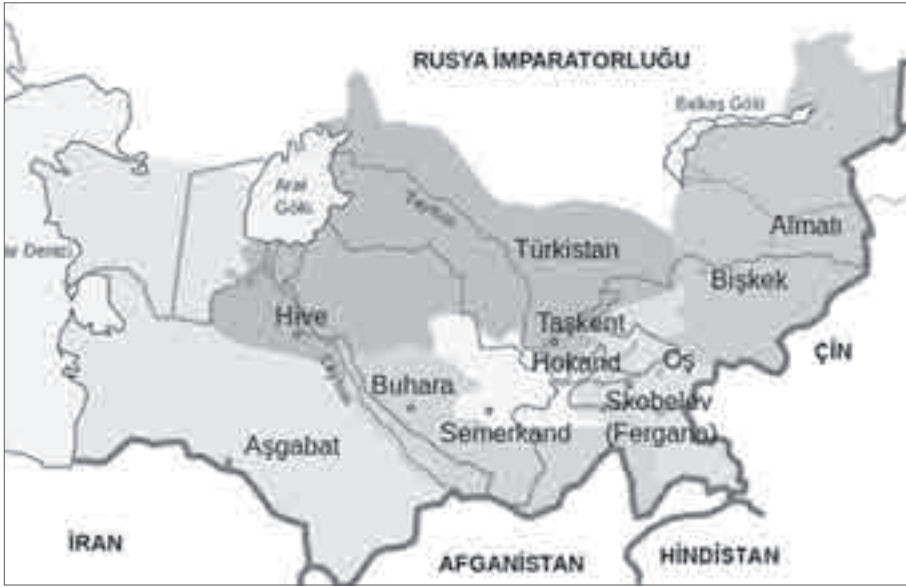 RUSYA İMPARATORLUĞU
Balkaş Gölü
Aral
Gölü
Almatı
Türkistan
Bişkek
Hive
Taşkent
ÇİN
Hokand
Oş
Buhara
Skobelev
Semerkand
(Fergana)
Aşgabat
İRAN
AFGANİSTAN
HİNDİSTAN